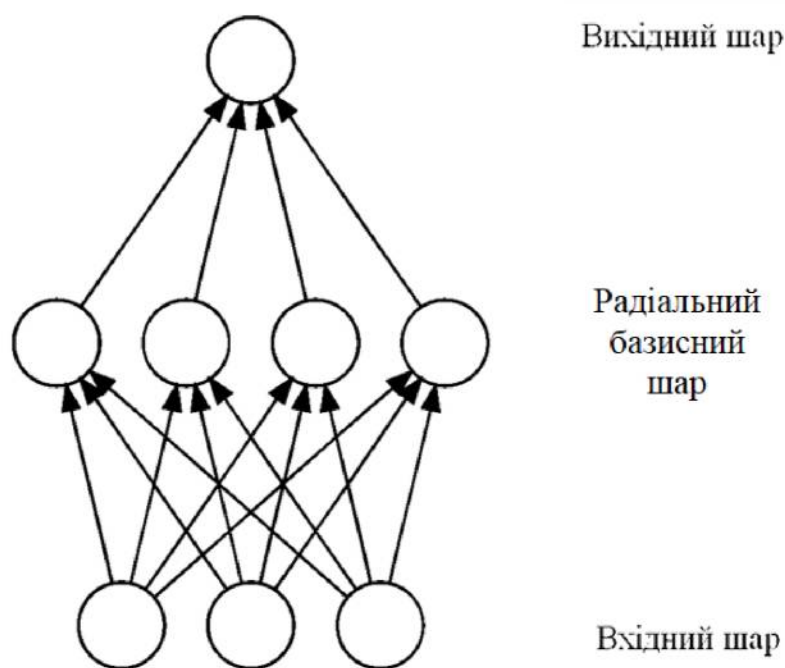 Вихідний шар
Радіальний
базисний
шар
Вхідний шар